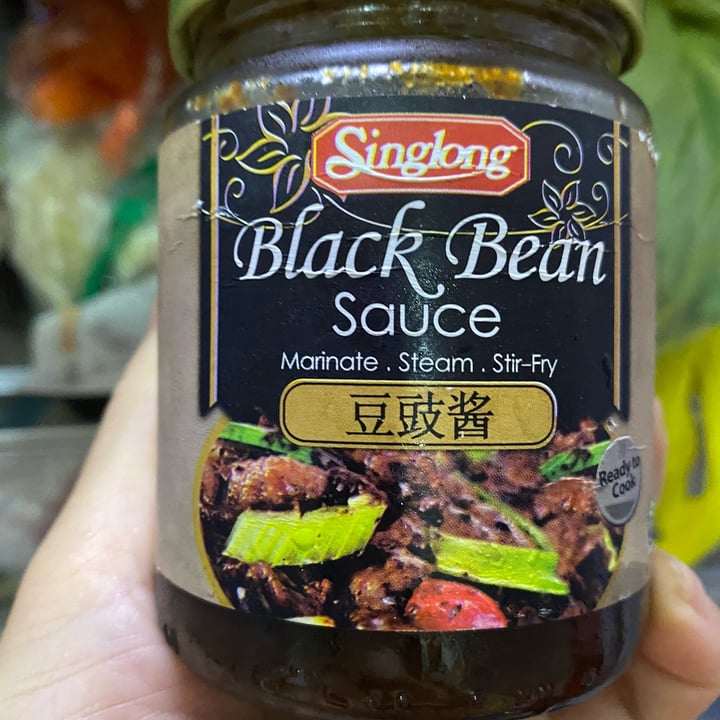 Singlong
Black Bean
Sauce
Marinate . Steam . Stir-Fry
豆豉酱
Ready to
Cook